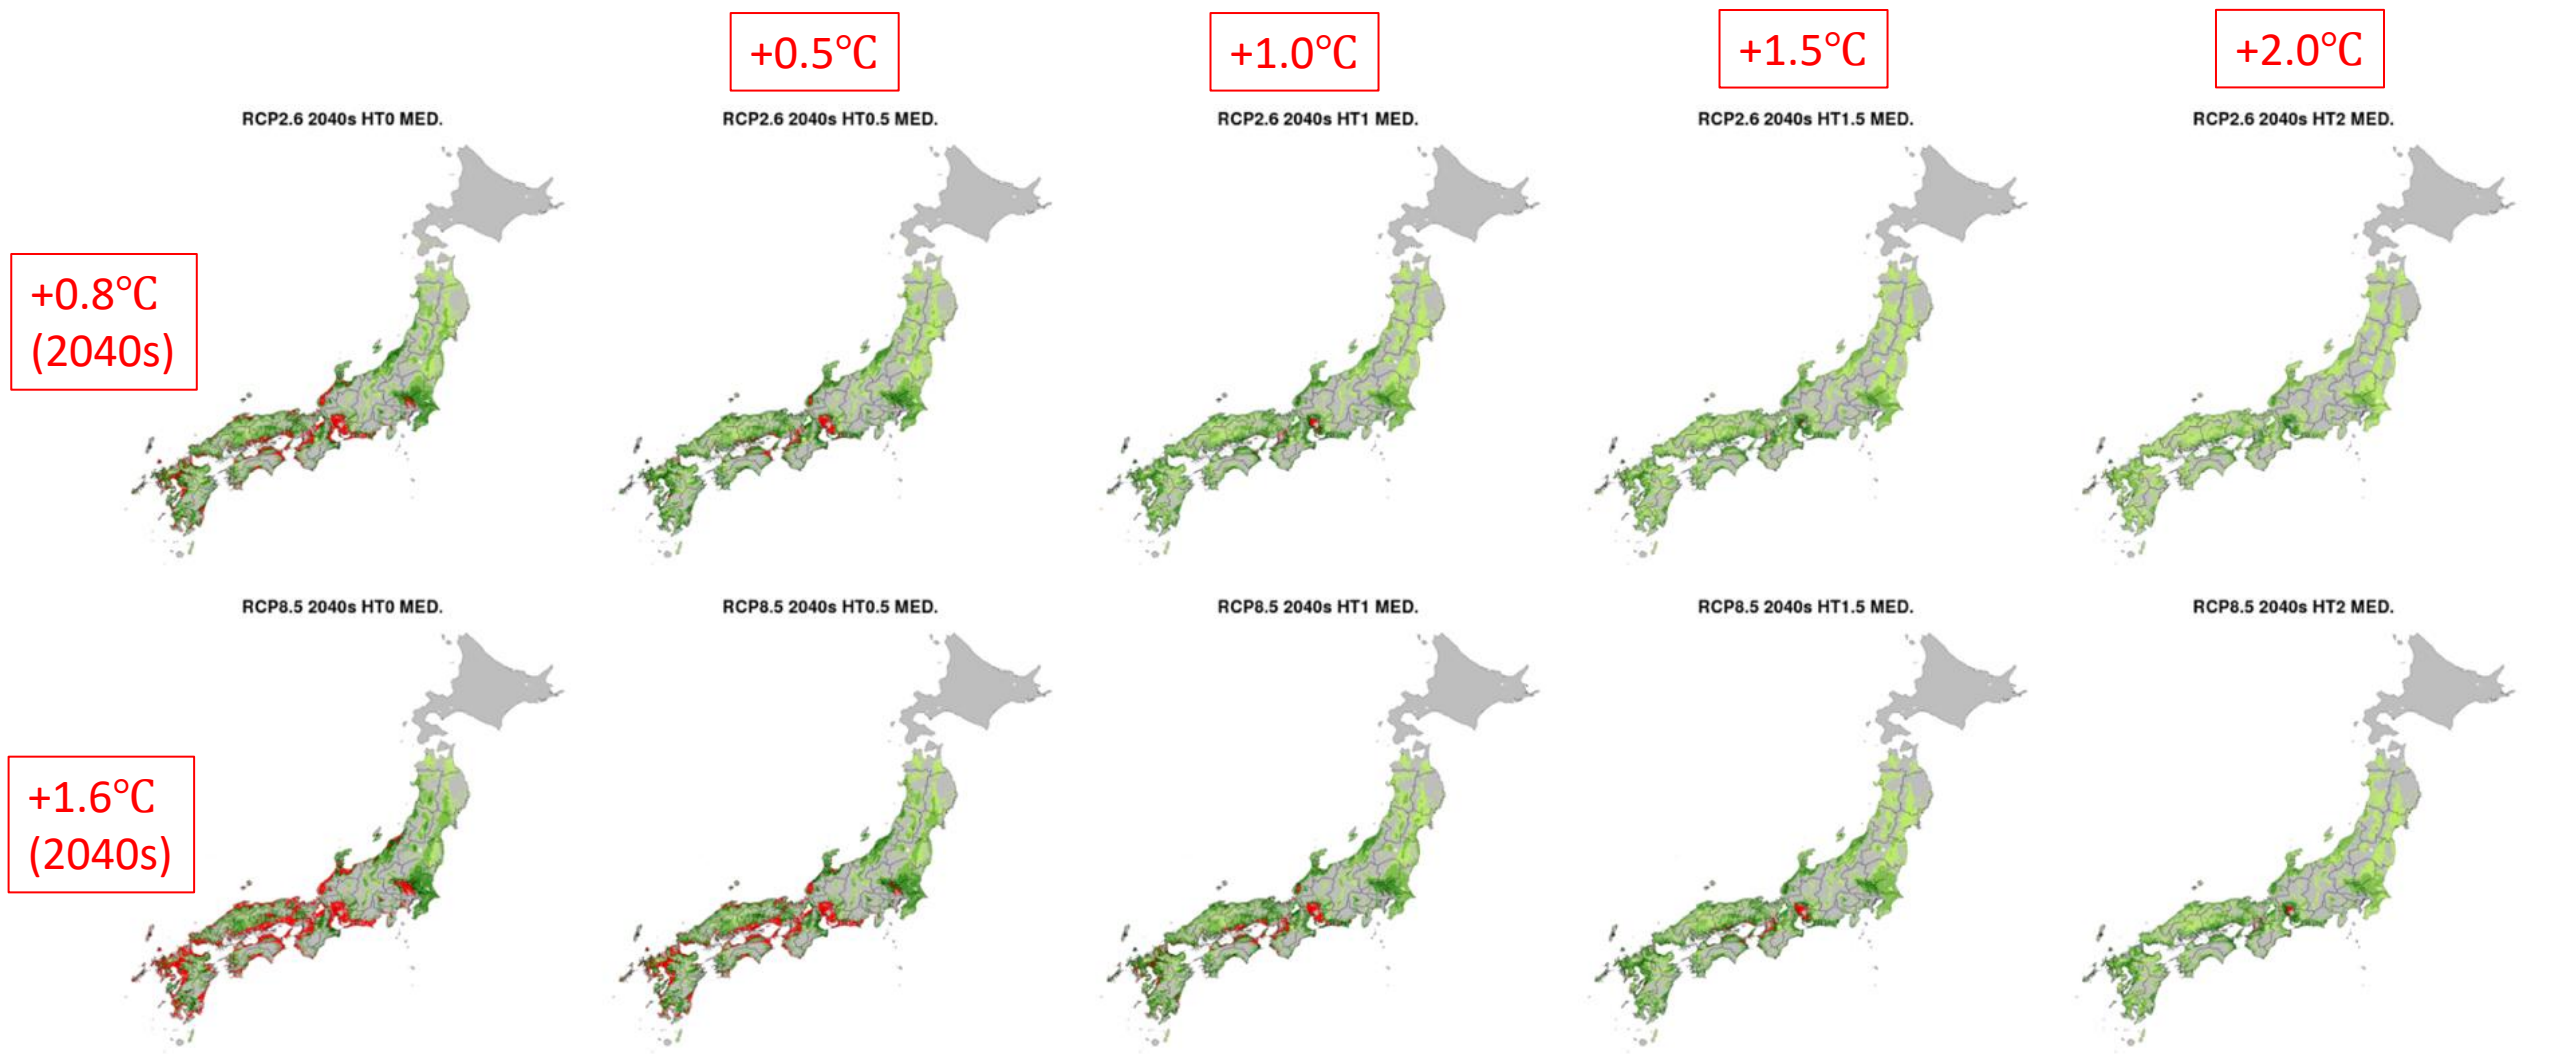 +0.5℃
+1.0℃
+1.5℃
+2.0℃
RCP2.6 2040s HT0 MED.
RCP2.6 2040s HT0.5 MED.
RCP2.6 2040s HT1 MED.
RCP2.6 2040s HT1.5 MED.
RCP2.6 2040s HT2 MED.
+0.8℃
(2040s)
RCP8.5 2040s HT0 MED.
RCP8.5 2040s HT0.5 MED.
RCP8.5 2040s HT1 MED.
RCP8.5 2040s HT1.5 MED.
RCP8.5 2040s HT2 MED.
+1.6℃
(2040s)